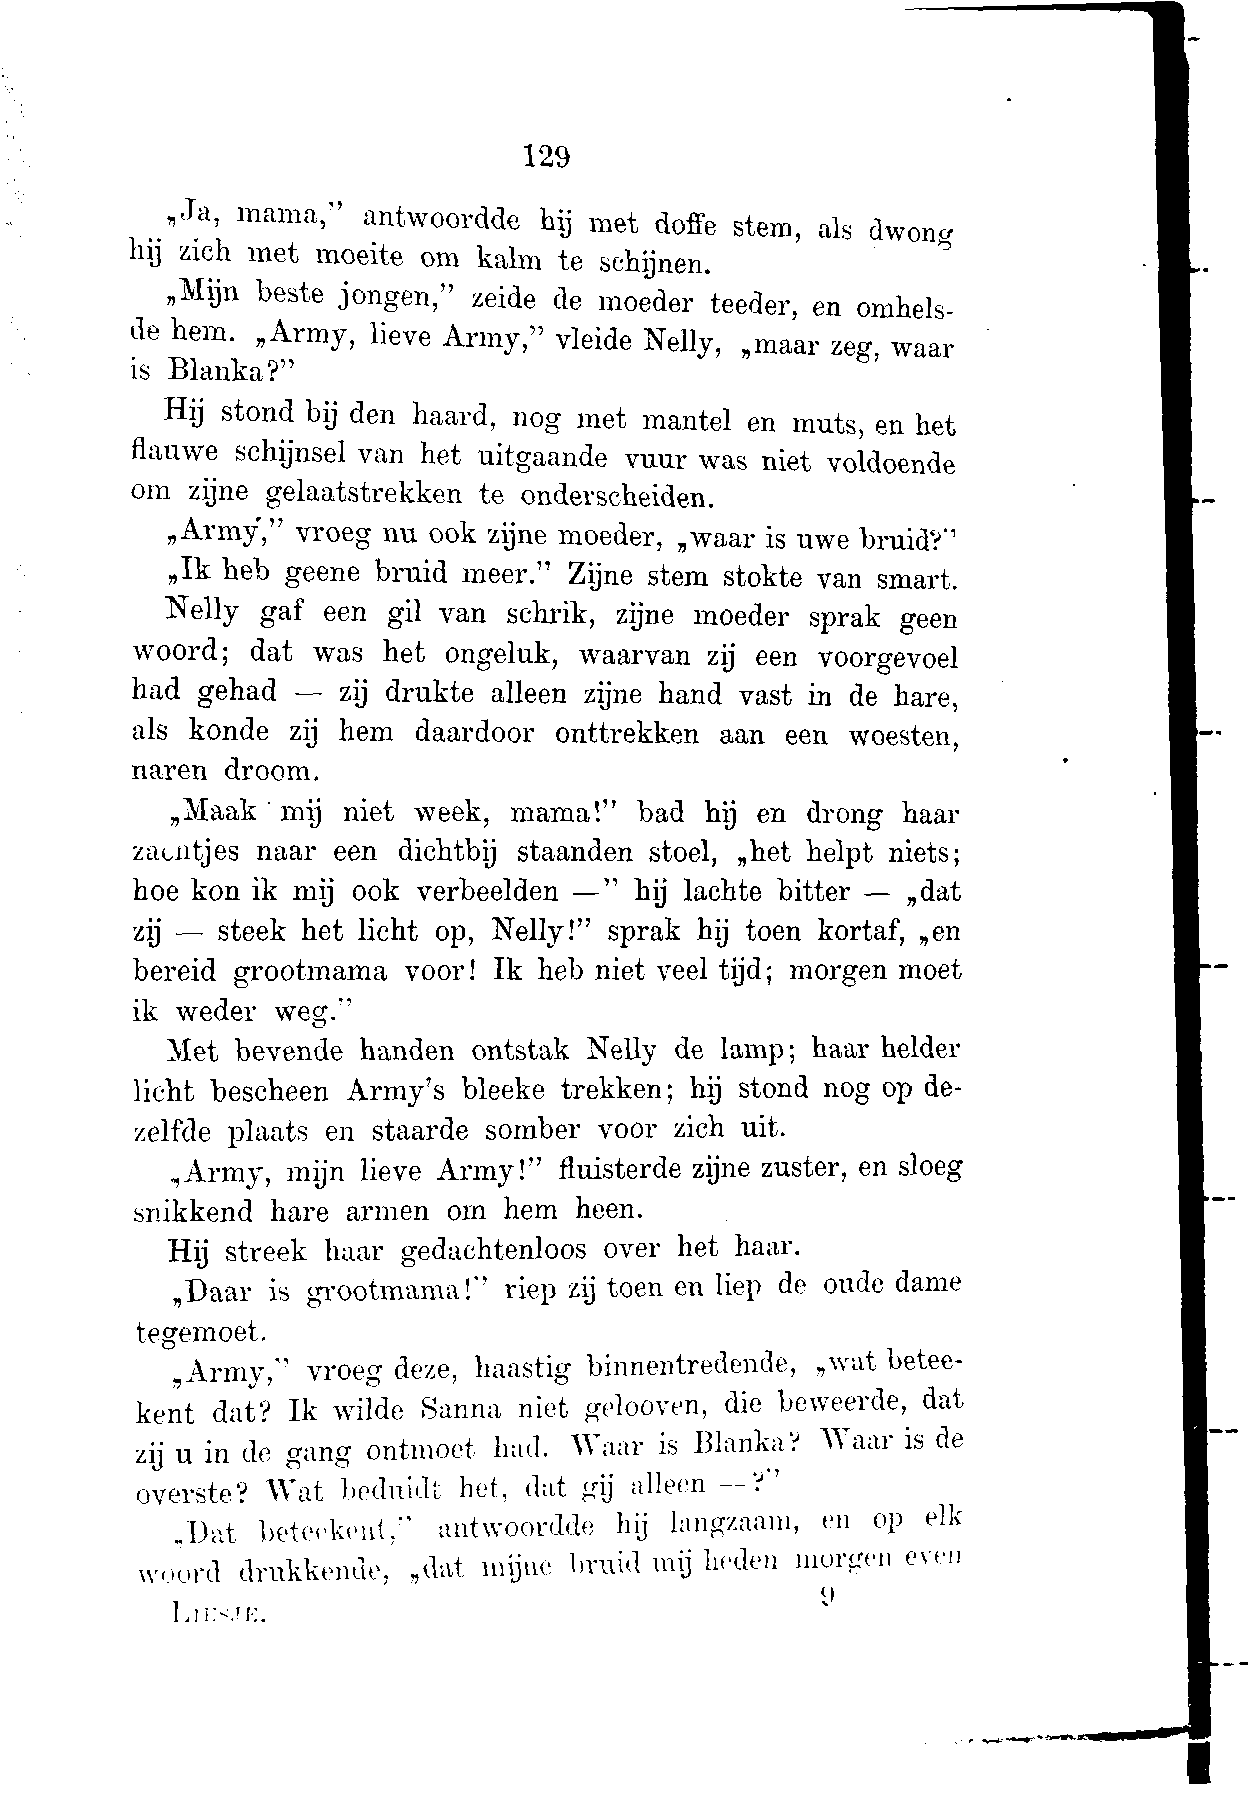 129
„Ja, mama,” antwoordde hij met doffe stem, als dwong
hij zich met moeite om kalm te schijnen.
„Mijn beste jongen,” zeide de moeder teeder, en omhels-
de hem. „Army, lieve Army,” vleide Nelly, „maar zeg, waar
is Blanka?”
Hij stond bij den haard, nog met mantel en muts, en het
flauwe schijnsel van het uitgaande vuur was niet voldoende
om zijne gelaatstrekken te onderscheiden.
„Army,” vroeg nu ook zijne moeder, „waar is uwe bruid?”
„Ik heb geene bruid meer.” Zijne stem stokte van smart.
Nelly gaf een gil van schrik, zijne moeder sprak geen
woord; dat was het ongeluk, waarvan zij een voorgevoel
had gehad — zij drukte alleen zijne hand vast in de hare,
als konde zij hem daardoor onttrekken aan een woesten,
naren droom.
„Maak mij niet week, mama!” bad hij en drong haar
zachtjes naar een dichtbij staanden stoel, „het helpt niets;
hoe kon ik mij ook verbeelden —” hij lachte bitter — „dat
zij — steek het licht op, Nelly!” sprak hij toen kortaf, „en
bereid grootmama voor! Ik heb niet veel tijd; morgen moet
ik weder weg.”
Met bevende handen ontstak Nelly de lamp; haar helder
licht bescheen Army's bleeke trekken; hij stond nog op de-
zelfde plaats en staarde somber voor zich uit.
„Army, mijn lieve Army!” fluisterde zijne zuster, en sloeg
snikkend hare armen om hem heen.
Hij streek haar gedachtenloos over het haar.
„Daar is grootmama!” riep zij toen en liep de oude dame
tegemoet.
„Army,” vroeg deze, haastig binnentredende, „wat betee-
kent dat? Ik wilde Sanna niet gelooven, die beweerde, dat
zij u in de gang ontmoet had. Waar is Blanka? Waar is de
overste? Wat beduidt het, dat gij alleen —?”
„Dat beteekent,” antwoordde hij langzaam, en op elk
woord drukkende, „dat mijne bruid mij heden morgen even
LIESJE. 9